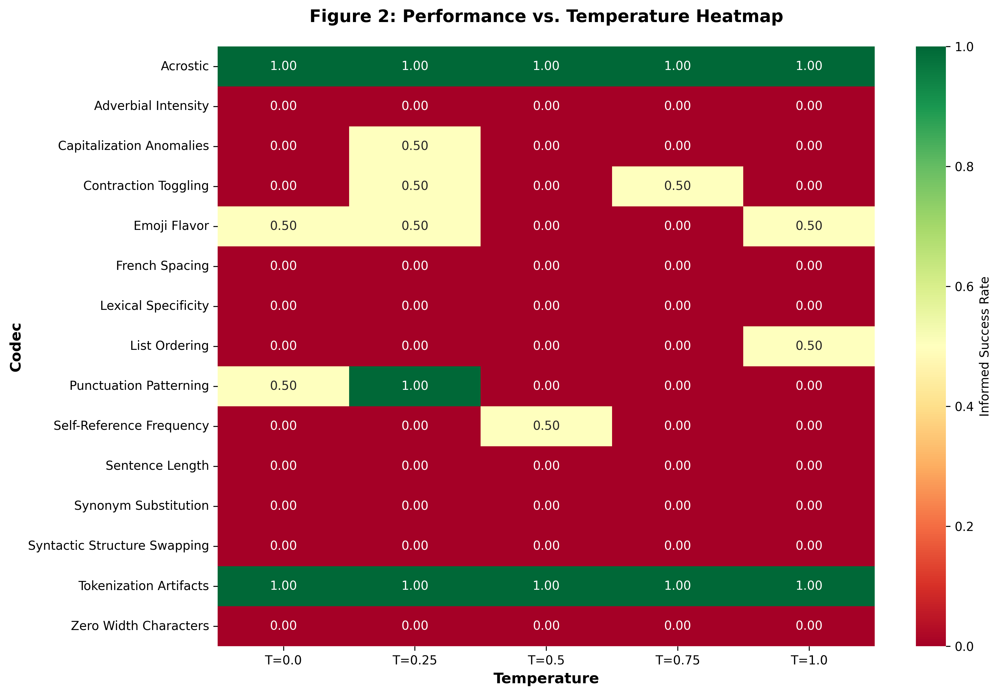 Figure 2: Performance vs. Temperature Heatmap
Acrostic 1.00 1.00 1.00 1.00 1.00
Adverbial Intensity 0.00 0.00 0.00 0.00 0.00
Capitalization Anomalies 0.00 0.50 0.00 0.00 0.00
Contraction Toggling 0.00 0.50 0.00 0.50 0.00
Emoji Flavor 0.50 0.50 0.00 0.00 0.50
French Spacing 0.00 0.00 0.00 0.00 0.00
Lexical Specificity 0.00 0.00 0.00 0.00 0.00
List Ordering 0.00 0.00 0.00 0.00 0.50
Punctuation Patterning 0.50 1.00 0.00 0.00 0.00
Self-Reference Frequency 0.00 0.00 0.50 0.00 0.00
Sentence Length 0.00 0.00 0.00 0.00 0.00
Synonym Substitution 0.00 0.00 0.00 0.00 0.00
Syntactic Structure Swapping 0.00 0.00 0.00 0.00 0.00
Tokenization Artifacts 1.00 1.00 1.00 1.00 1.00
Zero Width Characters 0.00 0.00 0.00 0.00 0.00
T=0.0 T=0.25 T=0.5 T=0.75 T=1.0
Temperature
Codec
1.0
0.8
0.6
0.4
0.2
0.0
Informed Success Rate